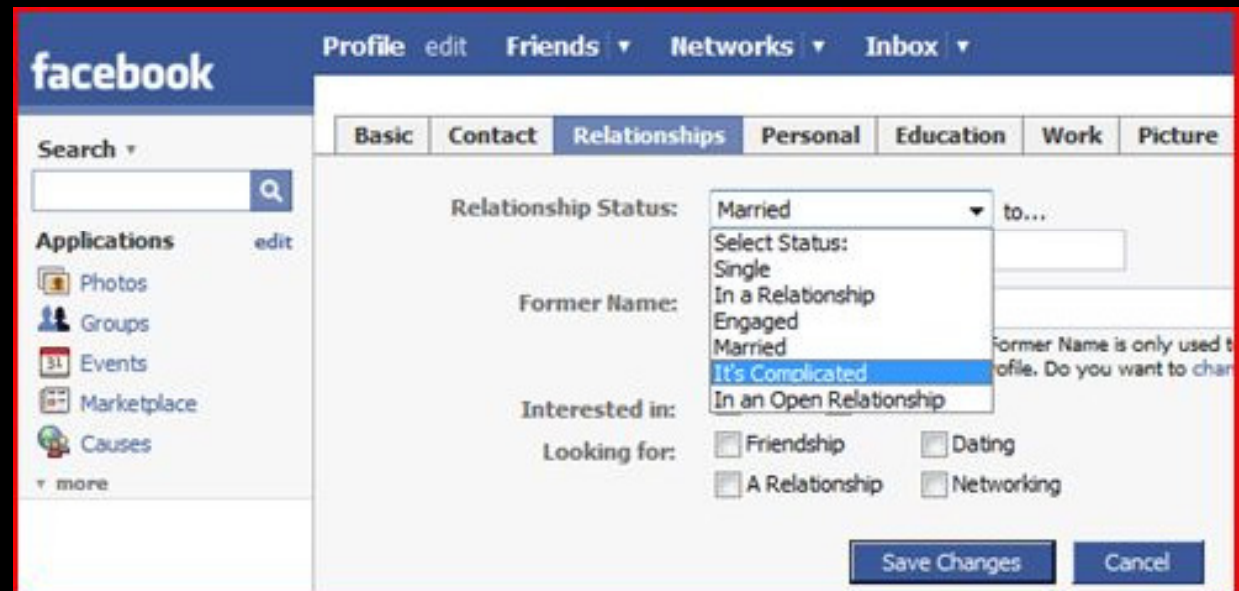 facebook
Profile edit Friends Networks Inbox
Search
Applications edit
Photos
Groups
31 Events
Marketplace
Causes
more
Basic Contact Relationships Personal Education Work Picture
Relationship Status: Married to...
Select Status:
Single
In a Relationship
Engaged
Married
It's Complicated
In an Open Relationship
Former Name:
Former Name is only used
Do you want to
Interested in:
Looking for: Friendship Dating
A Relationship Networking
Save Changes Cancel